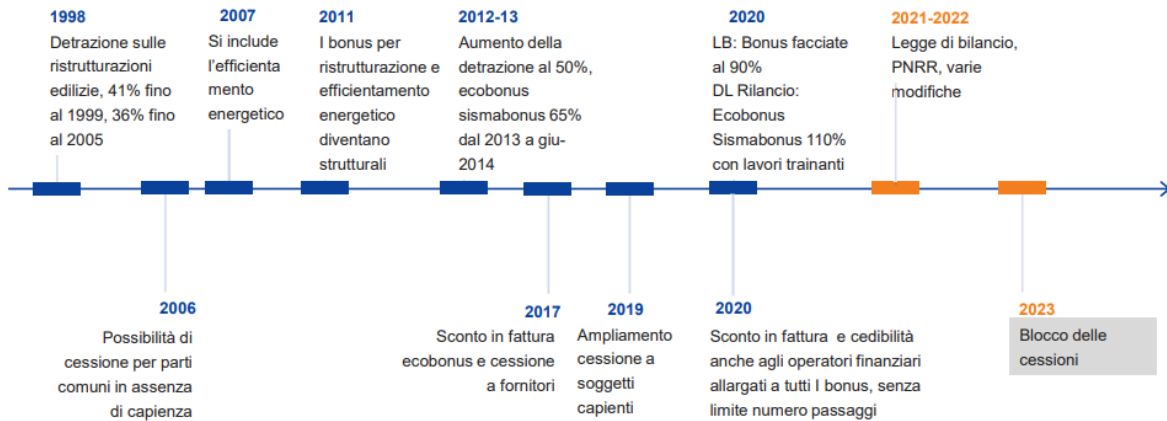 1998
Detrazione sulle
ristrutturazioni
edilizie, 41% fino
al 1999, 36% fino
al 2005
2007
Si include
l'efficienta
mento
energetico
2011
I bonus per
ristrutturazione e
efficientamento
energetico
diventano
strutturali
2012-13
Aumento della
detrazione al 50%,
ecobonus
sismabonus 65%
dal 2013 a giu-
2014
2020
LB: Bonus facciate
al 90%
DL Rilancio:
Ecobonus
Sismabonus 110%
con lavori trainanti
2021-2022
Legge di bilancio,
PNRR, varie
modifiche
2006
Possibilità di
cessione per parti
comuni in assenza
di capienza
2017
Sconto in fattura
ecobonus e cessione
a fornitori
2019
Ampliamento
cessione a
soggetti
capienti
2020
Sconto in fattura e cedibilità
anche agli operatori finanziari
allargati a tutti I bonus, senza
limite numero passaggi
2023
Blocco delle
cessioni